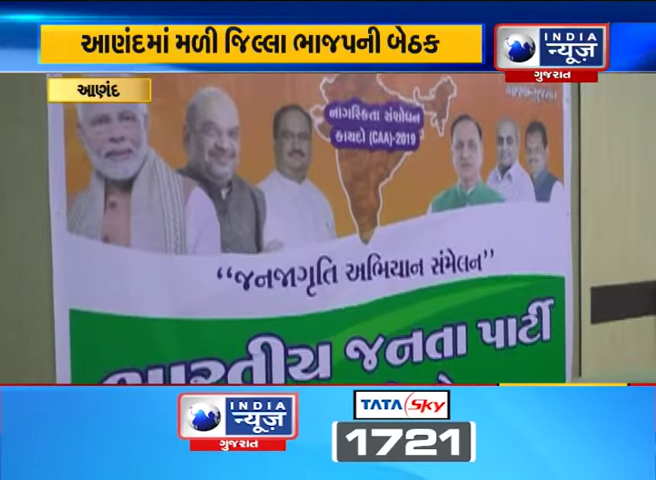 આણંદમાં મળી જિલ્લા ભાજપની બેઠક
INDIA
ન્યૂઝ
ગુજરાત
આણંદ
નાગરિકતા સંશોધન
કાયદો (CAA)-2019
"જનજાગૃતિ અભિયાન સંમેલન"
ભારતીય જનતા પાર્ટી
INDIA
ન્યૂઝ
ગુજરાત
TATA Sky
1721